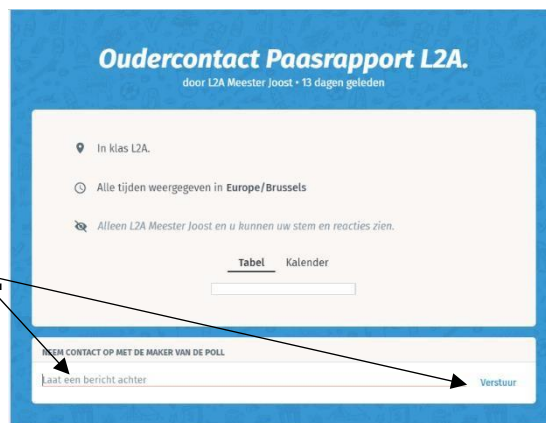 Oudercontact Paasrapport L2A.
door L2A Meester Joost • 13 dagen geleden
In klas L2A.
Alle tijden weergegeven in Europe/Brussels
Alleen L2A Meester Joost en u kunnen uw stem en reacties zien.
Tabel Kalender
NEEM CONTACT OP MET DE MAKER VAN DE POLL
Laat een bericht achter Verstuur